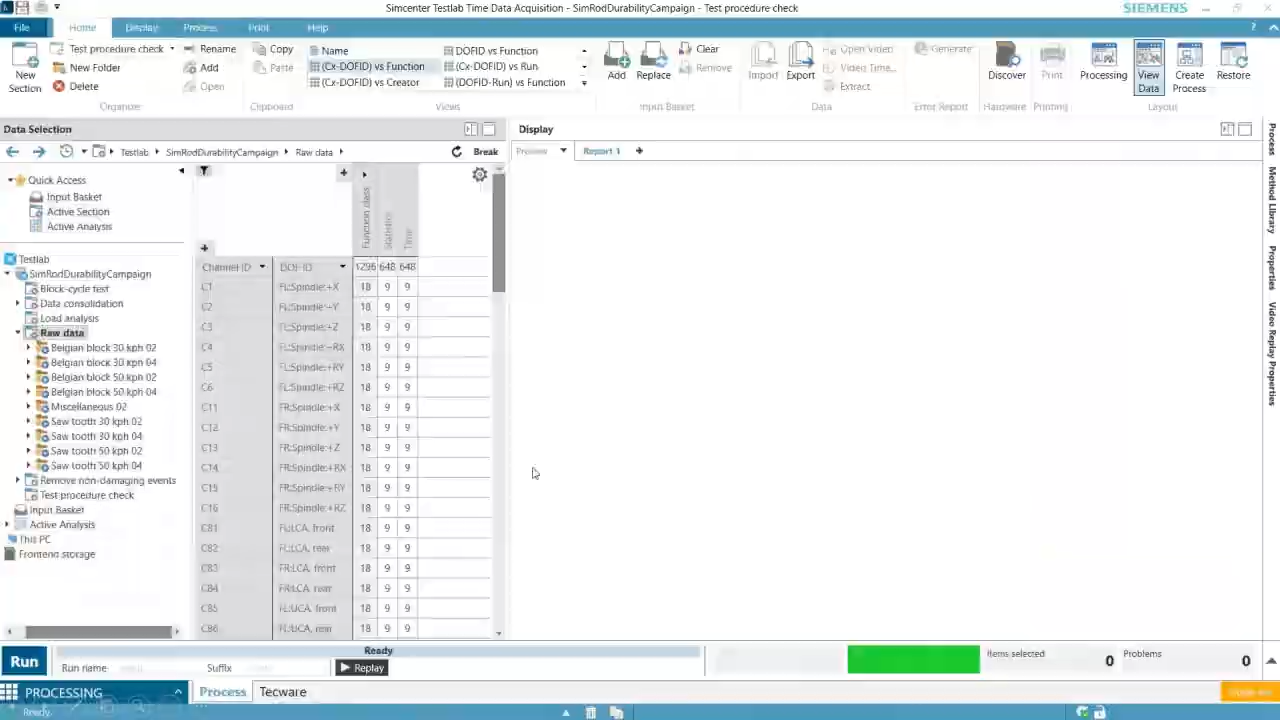 Simcenter Testlab Time Data Acquisition - SimRodDurabilityCampaign - Test procedure check
SIEMENS
File Home Display Process Print Help
New Section
Test procedure check
New Folder
Delete
Rename
Add
Open
Organizer
Copy
Paste
Clipboard
Name
(Cx-DOFID) vs Function
(Cx-DOFID) vs Creator
DOFID vs Function
(Cx-DOFID) vs Run
(DOFID-Run) vs Function
Views
Add
Replace
Clear
Remove
Input Basket
Import
Export
Open Video
Video Time...
Extract
Data
Generate
Error Report
Discover
Hardware
Print
Printing
Processing
View Data
Create Process
Restore
Layout
Data Selection
Testlab SimRodDurabilityCampaign Raw data
Break
Quick Access
Input Basket
Active Section
Active Analysis
Testlab
SimRodDurabilityCampaign
Block-cycle test
Data consolidation
Load analysis
Raw data
Belgian block 30 kph 02
Belgian block 30 kph 04
Belgian block 50 kph 02
Belgian block 50 kph 04
Miscellaneous 02
Saw tooth 30 kph 02
Saw tooth 30 kph 04
Saw tooth 50 kph 02
Saw tooth 50 kph 04
Remove non-damaging events
Test procedure check
Input Basket
Active Analysis
This PC
Frontend storage
Function class
Statistics
Time
Channel ID DOF ID 1296 648 648
C1 FL:Spindle:+X 18 9 9
C2 FL:Spindle:+Y 18 9 9
C3 FL:Spindle:+Z 18 9 9
C4 FL:Spindle:+RX 18 9 9
C5 FL:Spindle:+RY 18 9 9
C6 FL:Spindle:+RZ 18 9 9
C11 FR:Spindle:+X 18 9 9
C12 FR:Spindle:+Y 18 9 9
C13 FR:Spindle:+Z 18 9 9
C14 FR:Spindle:+RX 18 9 9
C15 FR:Spindle:+RY 18 9 9
C16 FR:Spindle:+RZ 18 9 9
C81 FL:LCA, front 18 9 9
C82 FL:LCA, rear 18 9 9
C83 FR:LCA, front 18 9 9
C84 FR:LCA, rear 18 9 9
C85 FL:UCA, front 18 9 9
C86 FL:UCA, rear 18 9 9
Display
Preview Report 1
Process
Method Library
Properties
Video Replay Properties
Run
Ready
Run name
Suffix
Replay
Items selected 0
Problems 0
PROCESSING
Process Tecware
Ready